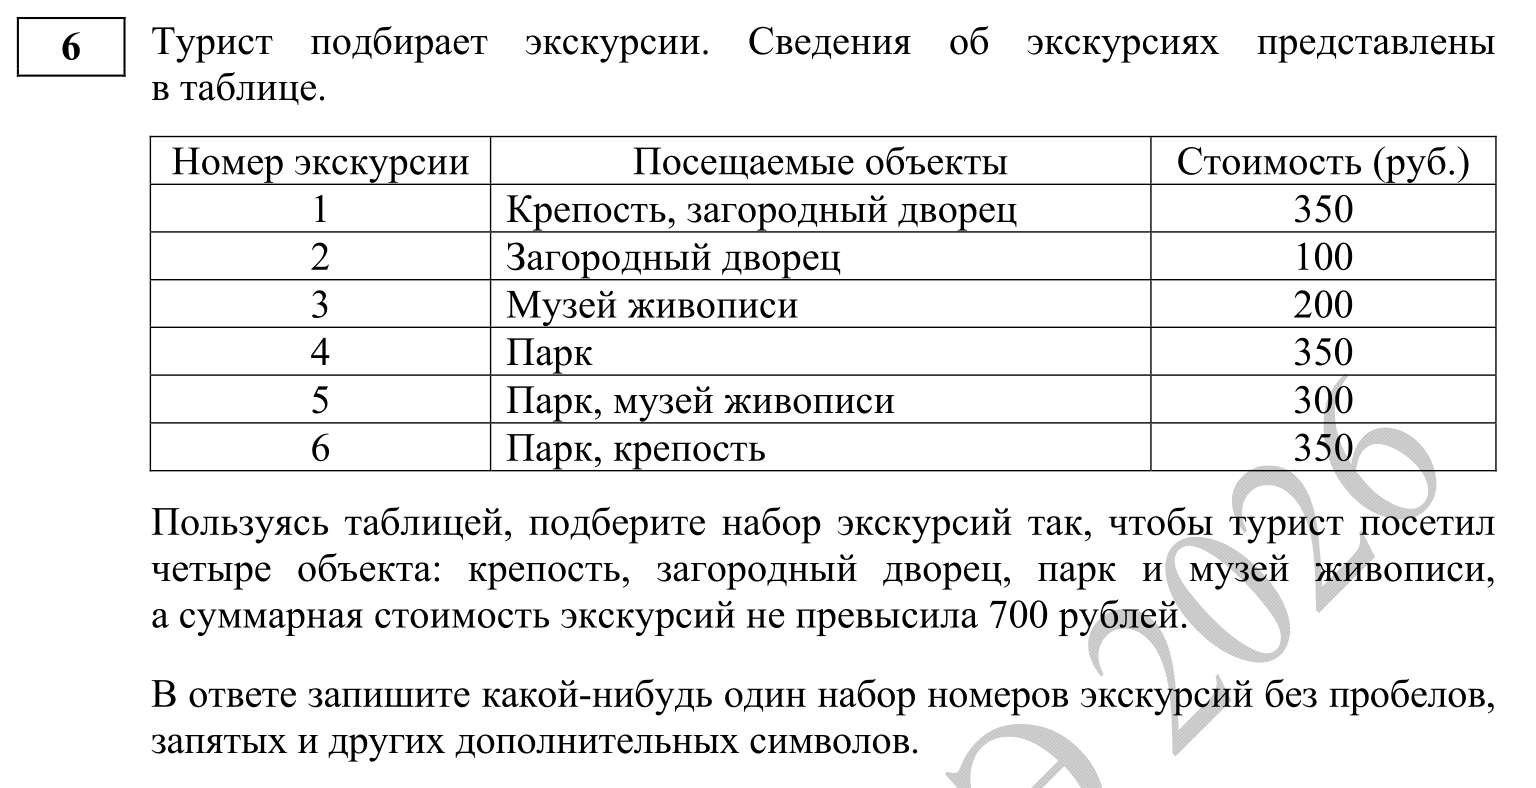 6
Турист подбирает экскурсии. Сведения об экскурсиях представлены
в таблице.
Номер экскурсии Посещаемые объекты Стоимость (руб.)
1 Крепость, загородный дворец 350
2 Загородный дворец 100
3 Музей живописи 200
4 Парк 350
5 Парк, музей живописи 300
6 Парк, крепость 350
Пользуясь таблицей, подберите набор экскурсий так, чтобы турист посетил
четыре объекта: крепость, загородный дворец, парк и музей живописи,
а суммарная стоимость экскурсий не превысила 700 рублей.
В ответе запишите какой-нибудь один набор номеров экскурсий без пробелов,
запятых и других дополнительных символов.
2026